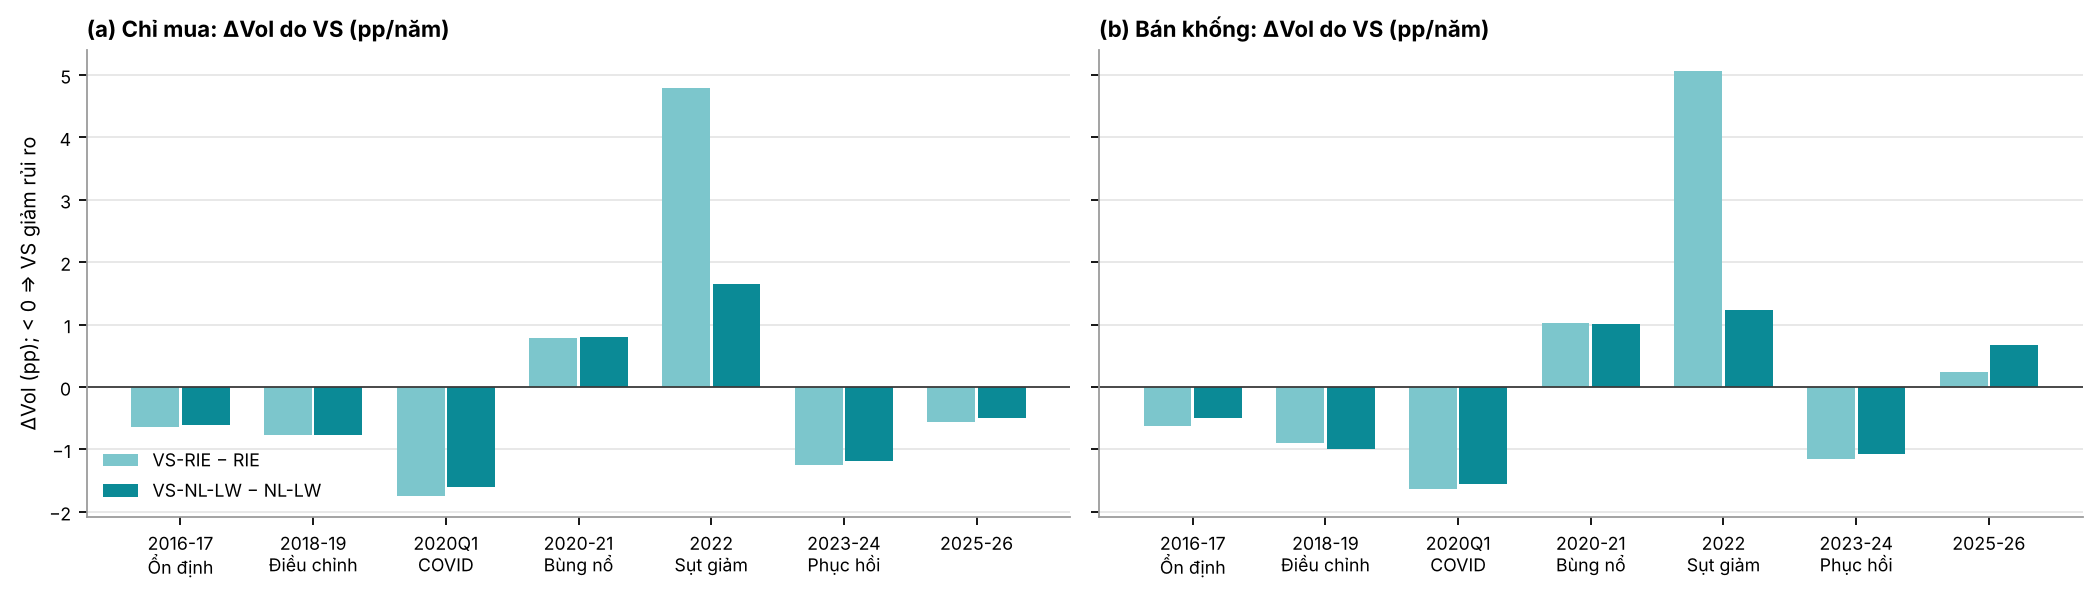 (a) Chỉ mua: ΔVol do VS (pp/năm)
ΔVol (pp); < 0 ⇒ VS giảm rủi ro
5
4
3
2
1
0
−1
−2
VS-RIE − RIE
VS-NL-LW − NL-LW
2016-17
Ổn định
2018-19
Điều chỉnh
2020Q1
COVID
2020-21
Bùng nổ
2022
Sụt giảm
2023-24
Phục hồi
2025-26
(b) Bán khống: ΔVol do VS (pp/năm)
2016-17
Ổn định
2018-19
Điều chỉnh
2020Q1
COVID
2020-21
Bùng nổ
2022
Sụt giảm
2023-24
Phục hồi
2025-26